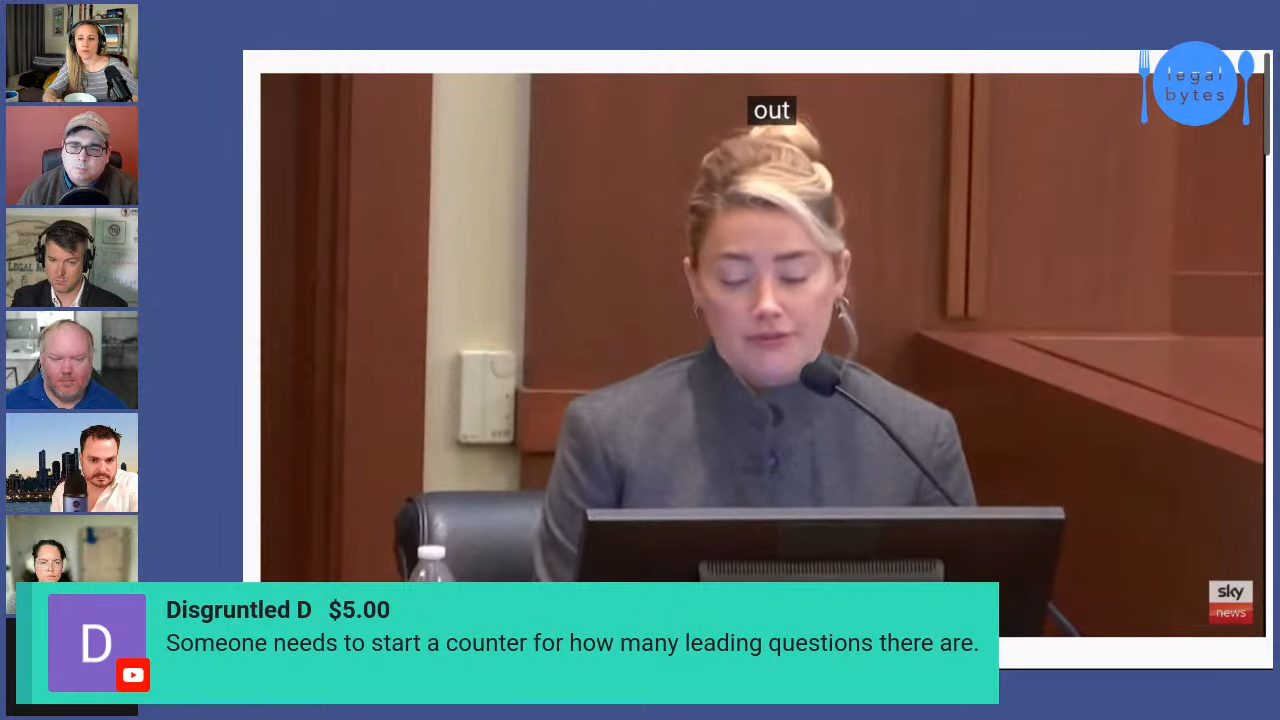 out
legal
bytes
sky
news
Disgruntled D $5.00
Someone needs to start a counter for how many leading questions there are.
D